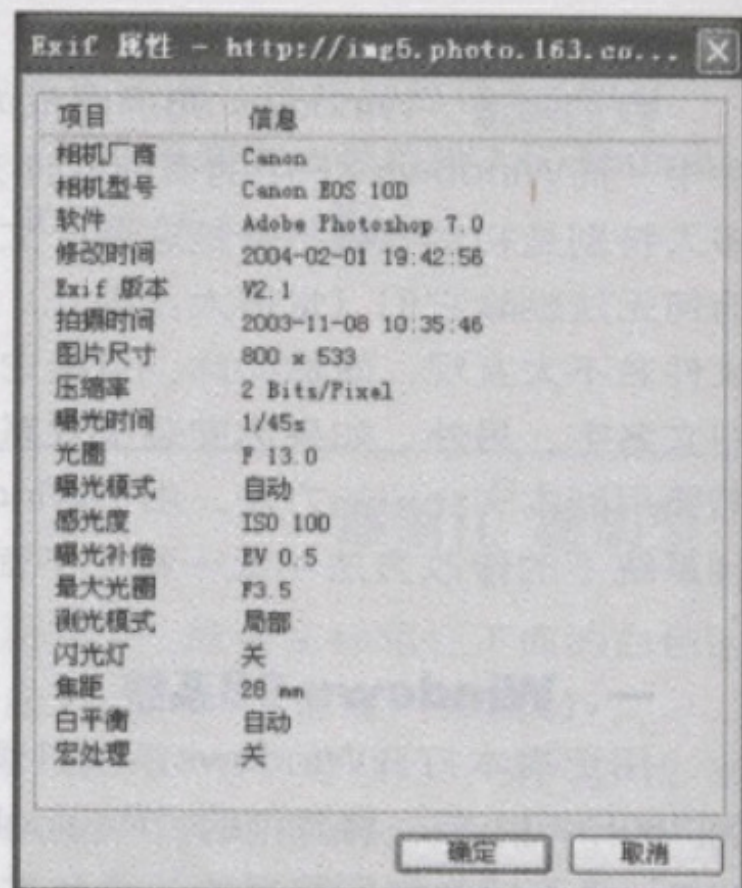 Exif 属性 - http://img5.photo.163.co...
项目 信息
相机厂商 Canon
相机型号 Canon EOS 10D
软件 Adobe Photoshop 7.0
修改时间 2004-02-01 19:42:56
Exif 版本 V2.1
拍摄时间 2003-11-08 10:35:46
图片尺寸 800 x 533
压缩率 2 Bits/Pixel
曝光时间 1/45s
光圈 F 13.0
曝光模式 自动
感光度 ISO 100
曝光补偿 EV 0.5
最大光圈 F3.5
测光模式 局部
闪光灯 关
焦距 28 mm
白平衡 自动
宏处理 关
确定 取消